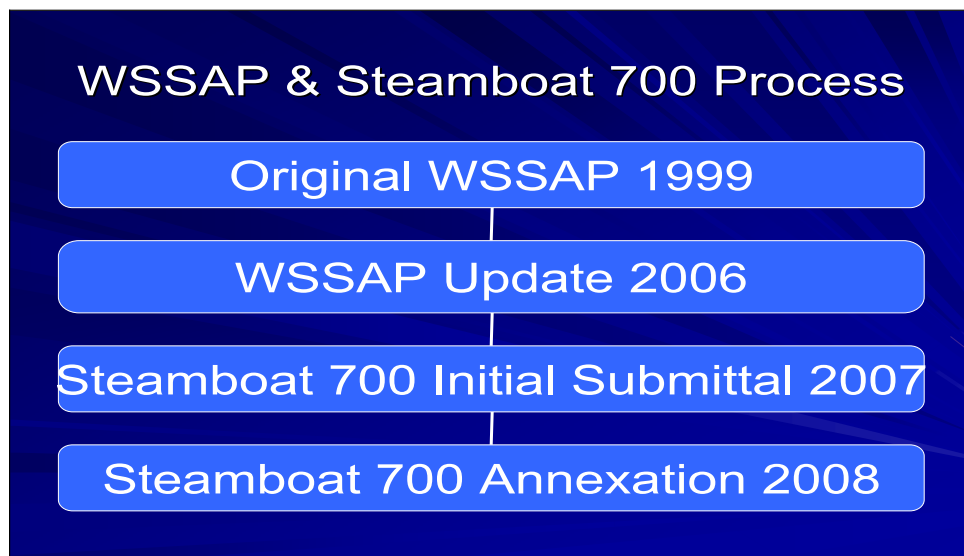 WSSAP & Steamboat 700 Process
Original WSSAP 1999
WSSAP Update 2006
Steamboat 700 Initial Submittal 2007
Steamboat 700 Annexation 2008